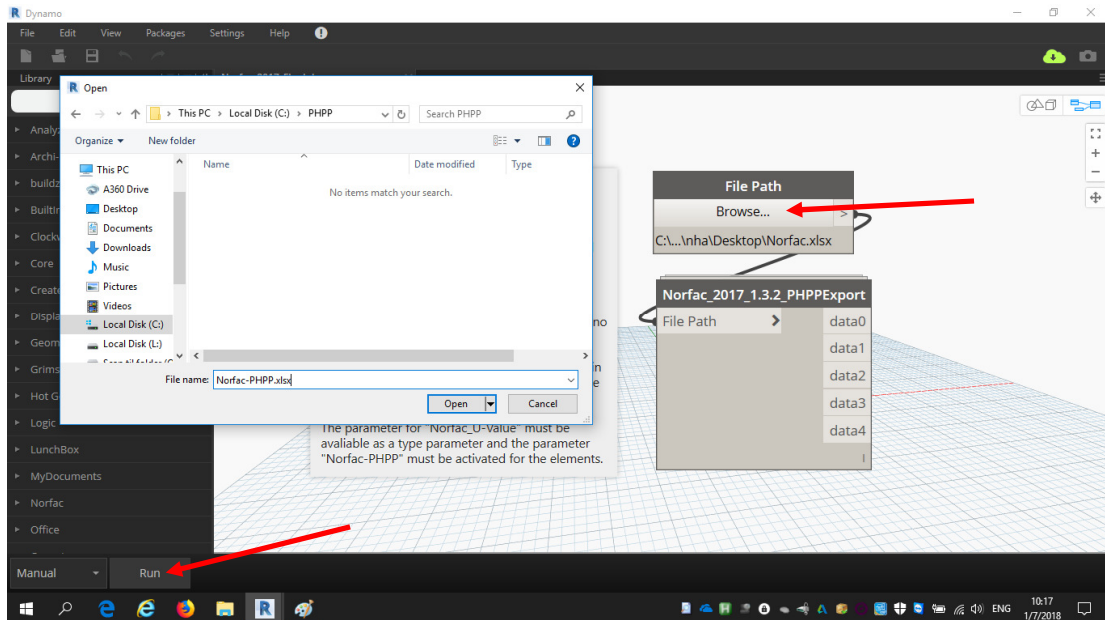 Dynamo
File Edit View Packages Settings Help
Library
Open
This PC > Local Disk (C:) > PHPP
Search PHPP
Organize New folder
Name Date modified Type
No items match your search.
This PC
A360 Drive
Desktop
Documents
Downloads
Music
Pictures
Videos
Local Disk (C:)
Local Disk (L:)
File name: Norfac-PHPP.xlsx
Open Cancel
Analyz
Archi-
buildz
BuiltIn
Clockw
Core
Create
Displa
Geom
Grims
Hot G
Logic
LunchBox
MyDocuments
Norfac
Office
File Path
Browse... >
C:\...\nha\Desktop\Norfac.xlsx
Norfac_2017_1.3.2_PHPPExport
File Path > data0
data1
data2
data3
data4
no
in
e
The parameter for "Norfac_U-Value" must be
avaliable as a type parameter and the parameter
"Norfac-PHPP" must be activated for the elements.
Manual Run
ENG
10:17
1/7/2018